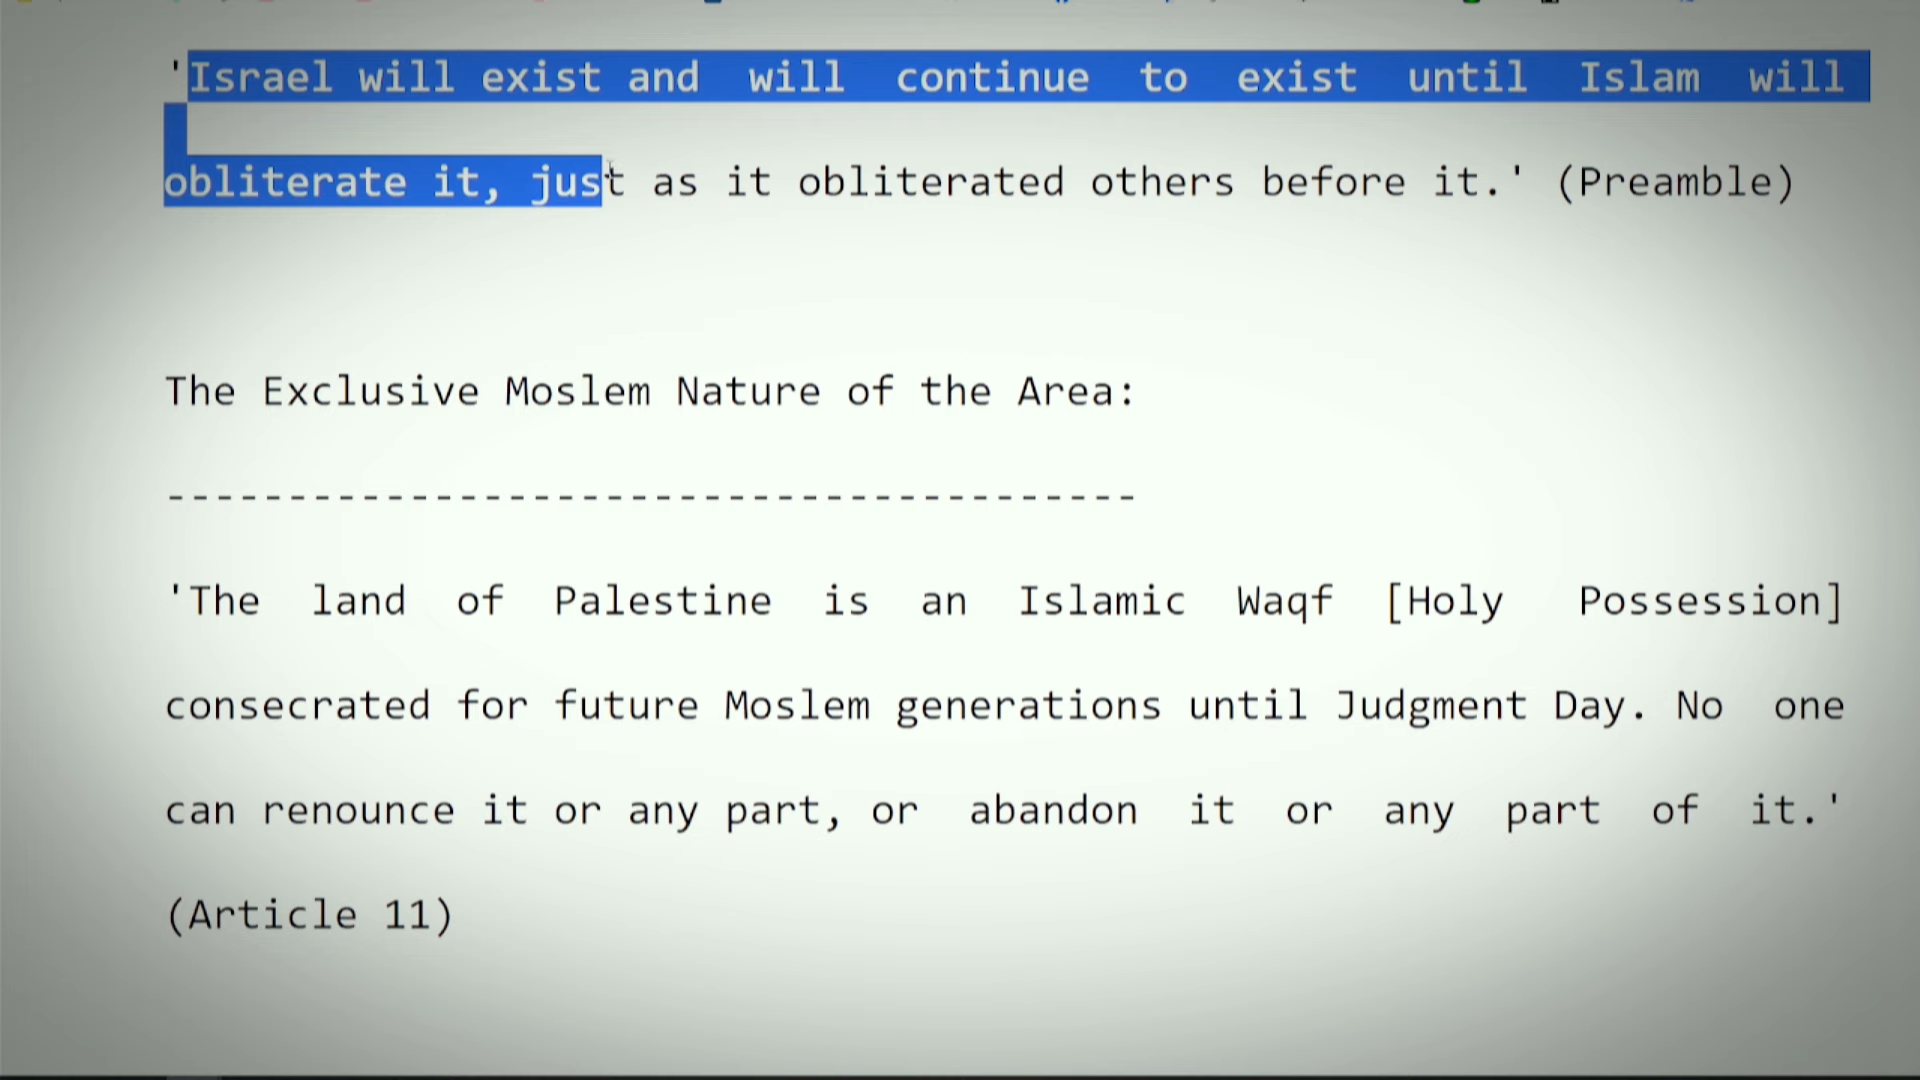 'Israel will exist and will continue to exist until Islam will
obliterate it, just as it obliterated others before it.' (Preamble)
The Exclusive Moslem Nature of the Area:
----------------------------------------
'The land of Palestine is an Islamic Waqf [Holy Possession]
consecrated for future Moslem generations until Judgment Day. No one
can renounce it or any part, or abandon it or any part of it.'
(Article 11)